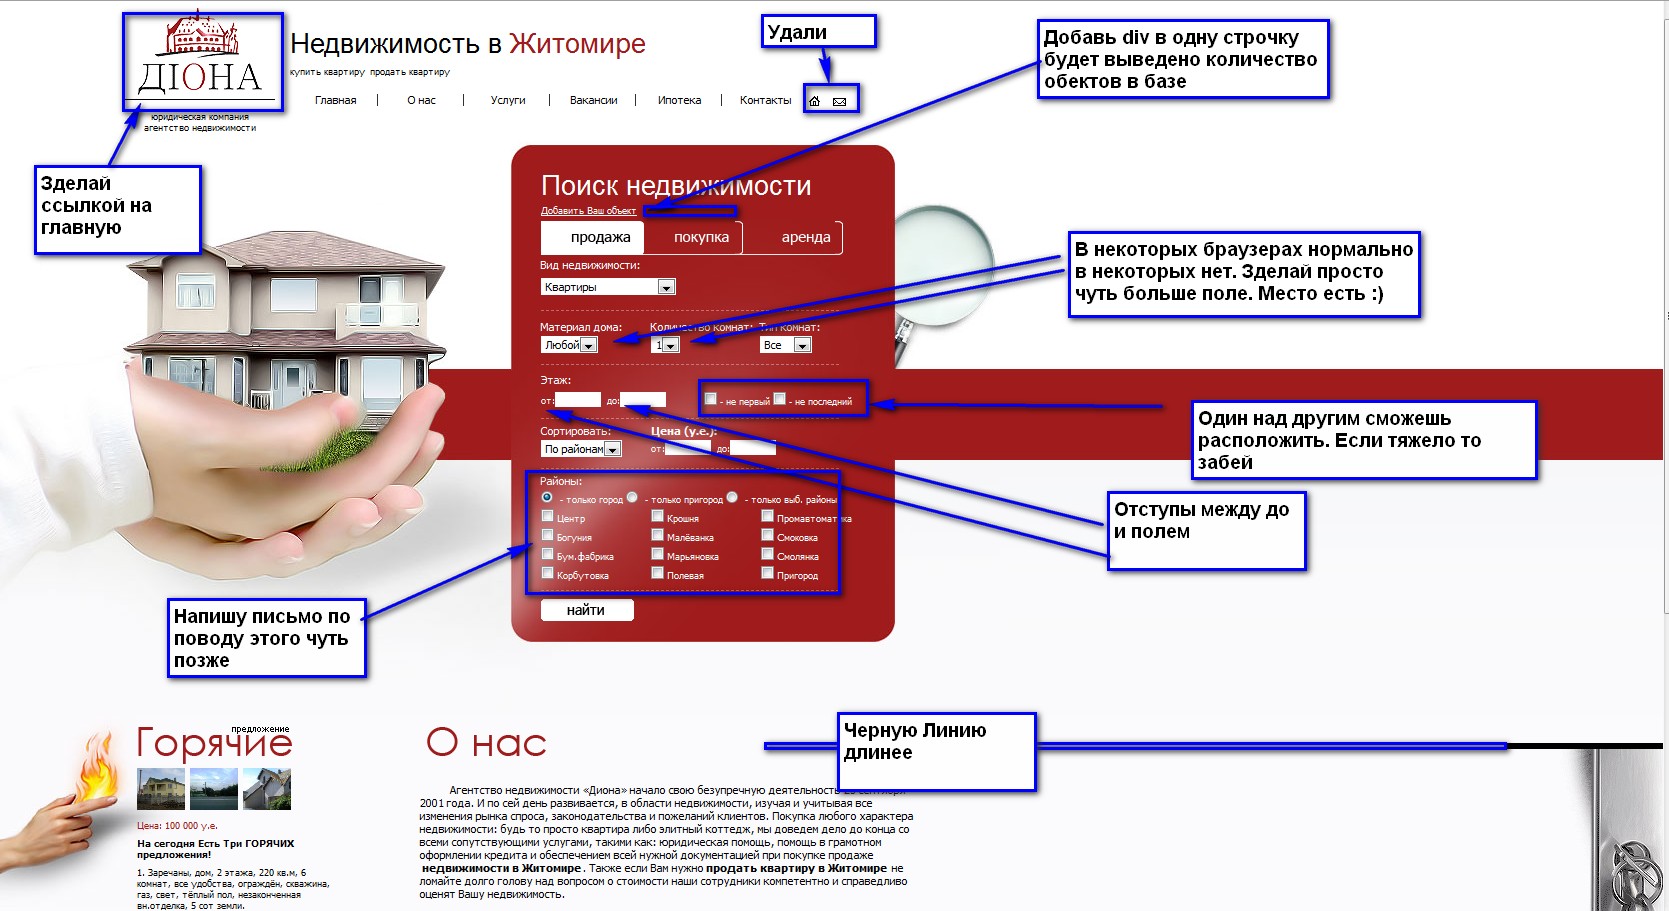 ДІОНА
юридическая компания
агентство недвижимости
Недвижимость в Житомире
купить квартиру продать квартиру
Главная | О нас | Услуги | Вакансии | Ипотека | Контакты
Удали
Добавь div в одну строчку
будет выведено количество
обектов в базе
Зделай
ссылкой на
главную
Поиск недвижимости
Добавить Ваш объект
продажа покупка аренда
Вид недвижимости:
Квартиры
В некоторых браузерах нормально
в некоторых нет. Зделай просто
чуть больше поле. Место есть :)
Материал дома: Количество комнат: Тип комнат:
Любой 1 Все
Этаж:
от: до: - не первый - не последний
Один над другим сможешь
расположить. Если тяжело то
забей
Сортировать: Цена (у.е.):
По районам от: до:
Отступы между до
и полем
Районы:
- только город - только пригород - только выб. районы
Центр Крошня Промавтоматика
Богуния Малёванка Смоковка
Бум.фабрика Марьяновка Смолянка
Корбутовка Полевая Пригород
найти
Напишу письмо по
поводу этого чуть
позже
предложение
Горячие
Цена: 100 000 у.е.
На сегодня Есть Три ГОРЯЧИХ
предложения!
1. Заречаны, дом, 2 этажа, 220 кв.м, 6
комнат, все удобства, ограждён, скважина,
газ, свет, тёплый пол, незаконченная
вн.отделка, 5 сот земли.
О нас
Черную Линию
длинее
Агентство недвижимости «Диона» начало свою безупречную деятельность
2001 года. И по сей день развивается, в области недвижимости, изучая и учитывая все
изменения рынка спроса, законодательства и пожеланий клиентов. Покупка любого характера
недвижимости: будь то просто квартира либо элитный коттедж, мы доведем дело до конца со
всеми сопутствующими услугами, такими как: юридическая помощь, помощь в грамотном
оформлении кредита и обеспечением всей нужной документацией при покупке продаже
недвижимости в Житомире. Также если Вам нужно продать квартиру в Житомире не
ломайте долго голову над вопросом о стоимости наши сотрудники компетентно и справедливо
оценят Вашу недвижимость.